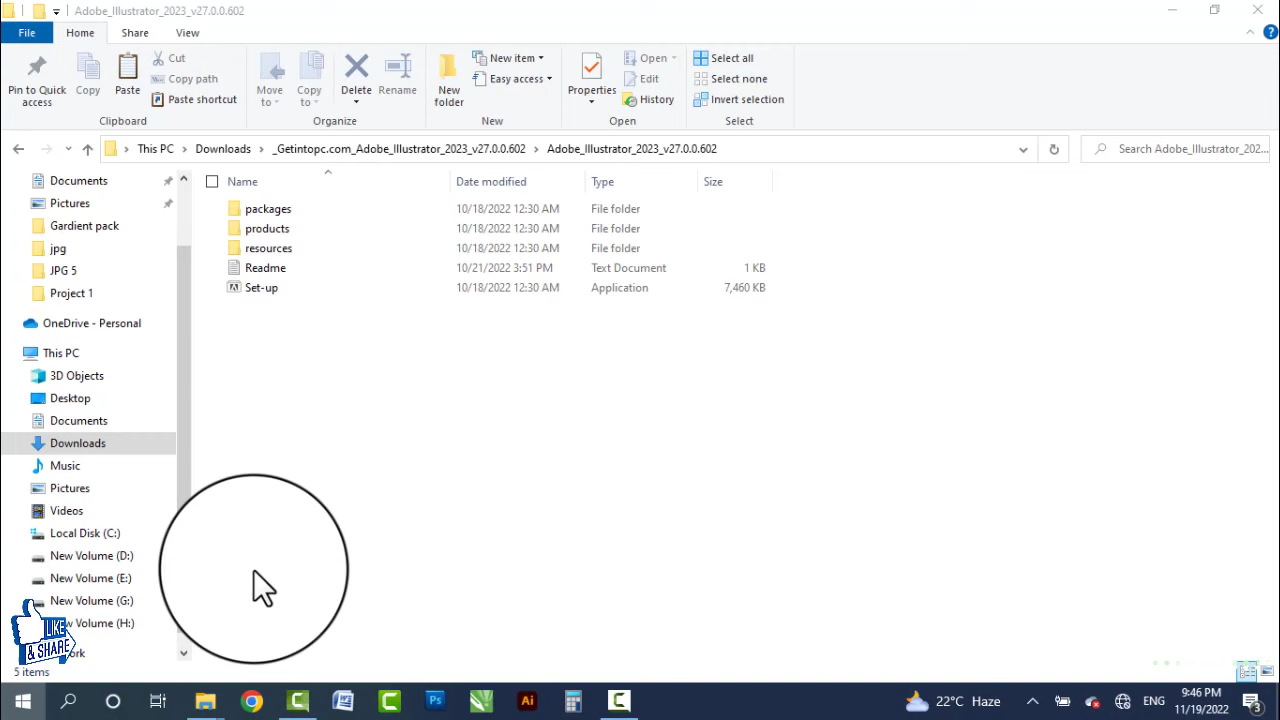 Adobe_Illustrator_2023_v27.0.0.602
File Home Share View
Pin to Quick access
Copy
Paste
Cut
Copy path
Paste shortcut
Clipboard
Move to
Copy to
Delete
Rename
Organize
New folder
New item
Easy access
New
Properties
Open
Edit
History
Open
Select all
Select none
Invert selection
Select
This PC Downloads _Getintopc.com_Adobe_Illustrator_2023_v27.0.0.602 Adobe_Illustrator_2023_v27.0.0.602
Search Adobe_Illustrator_202...
Name Date modified Type Size
packages 10/18/2022 12:30 AM File folder
products 10/18/2022 12:30 AM File folder
resources 10/18/2022 12:30 AM File folder
Readme 10/21/2022 3:51 PM Text Document 1 KB
Set-up 10/18/2022 12:30 AM Application 7,460 KB
Documents
Pictures
Gardient pack
jpg
JPG 5
Project 1
OneDrive - Personal
This PC
3D Objects
Desktop
Documents
Downloads
Music
Pictures
Videos
Local Disk (C:)
New Volume (D:)
New Volume (E:)
New Volume (G:)
Volume (H:)
LIKE
& SHARE
5 items
Ps
Ai
22°C Haze
ENG
9:46 PM
11/19/2022
3